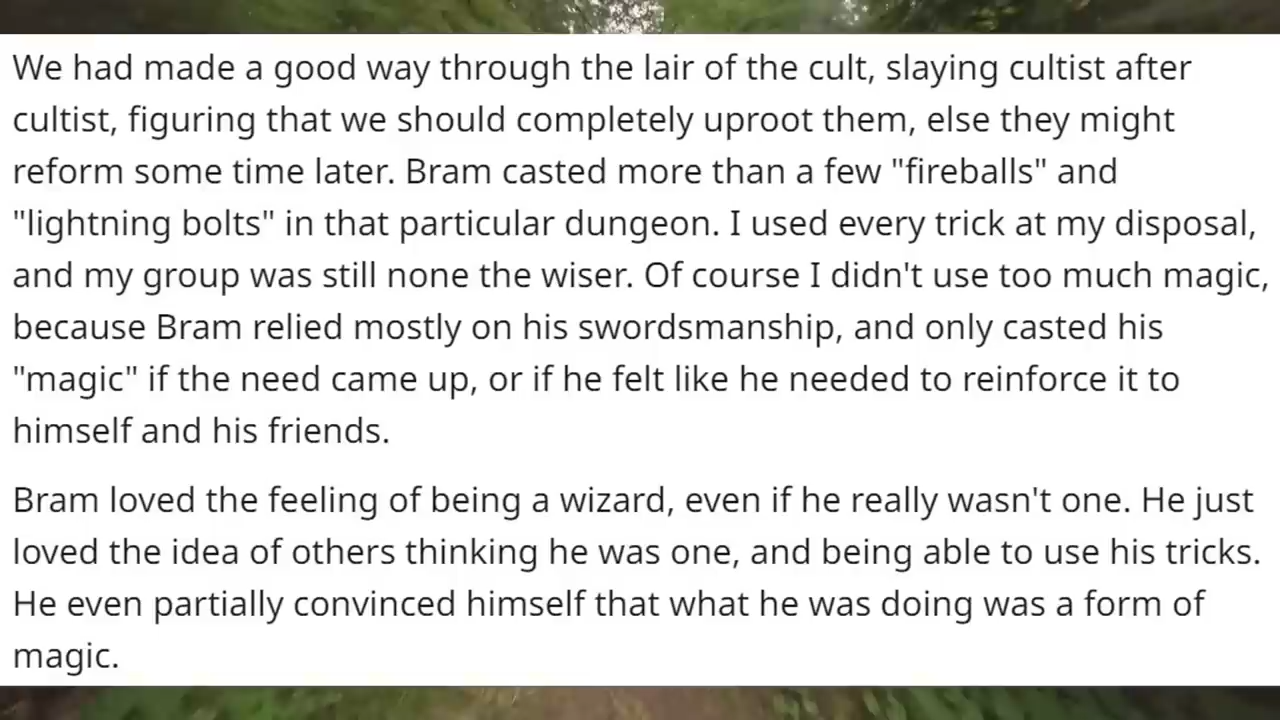 We had made a good way through the lair of the cult, slaying cultist after
cultist, figuring that we should completely uproot them, else they might
reform some time later. Bram casted more than a few "fireballs" and
"lightning bolts" in that particular dungeon. I used every trick at my disposal,
and my group was still none the wiser. Of course I didn't use too much magic,
because Bram relied mostly on his swordsmanship, and only casted his
"magic" if the need came up, or if he felt like he needed to reinforce it to
himself and his friends.
Bram loved the feeling of being a wizard, even if he really wasn't one. He just
loved the idea of others thinking he was one, and being able to use his tricks.
He even partially convinced himself that what he was doing was a form of
magic.